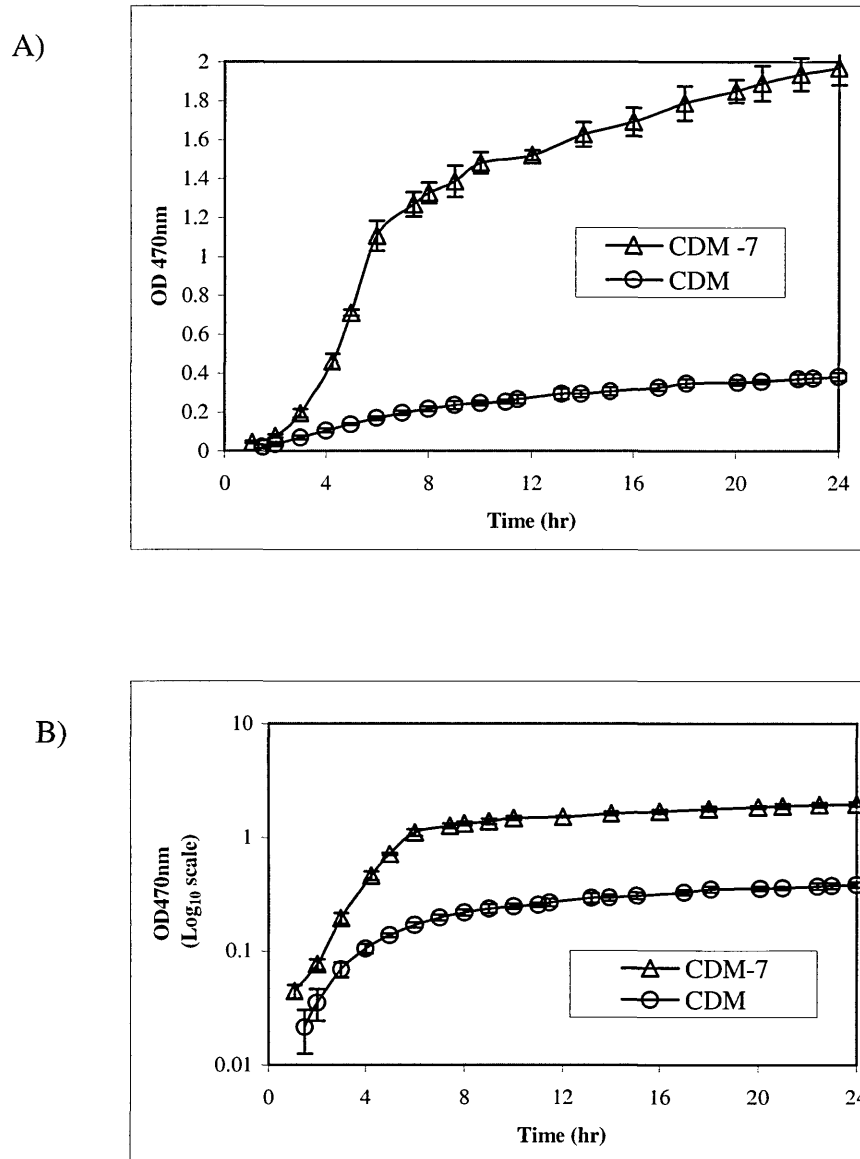 A)
2
1.8
1.6
1.4
1.2
1
0.8
0.6
0.4
0.2
0
OD 470nm
CDM -7
CDM
0 4 8 12 16 20 24
Time (hr)
B)
10
1
0.1
0.01
OD470nm
(Log₁₀ scale)
CDM-7
CDM
0 4 8 12 16 20 24
Time (hr)